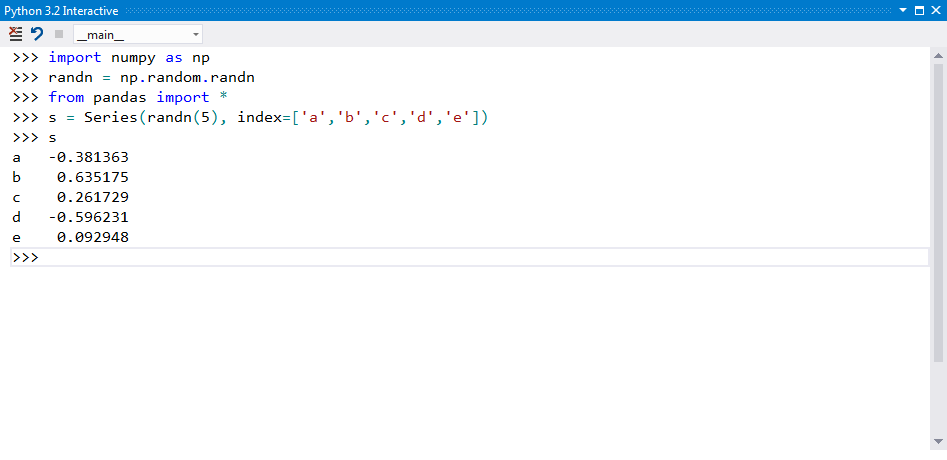 Python 3.2 Interactive
__main__
>>> import numpy as np
>>> randn = np.random.randn
>>> from pandas import *
>>> s = Series(randn(5), index=['a','b','c','d','e'])
>>> s
a   -0.381363
b    0.635175
c    0.261729
d   -0.596231
e    0.092948
>>>